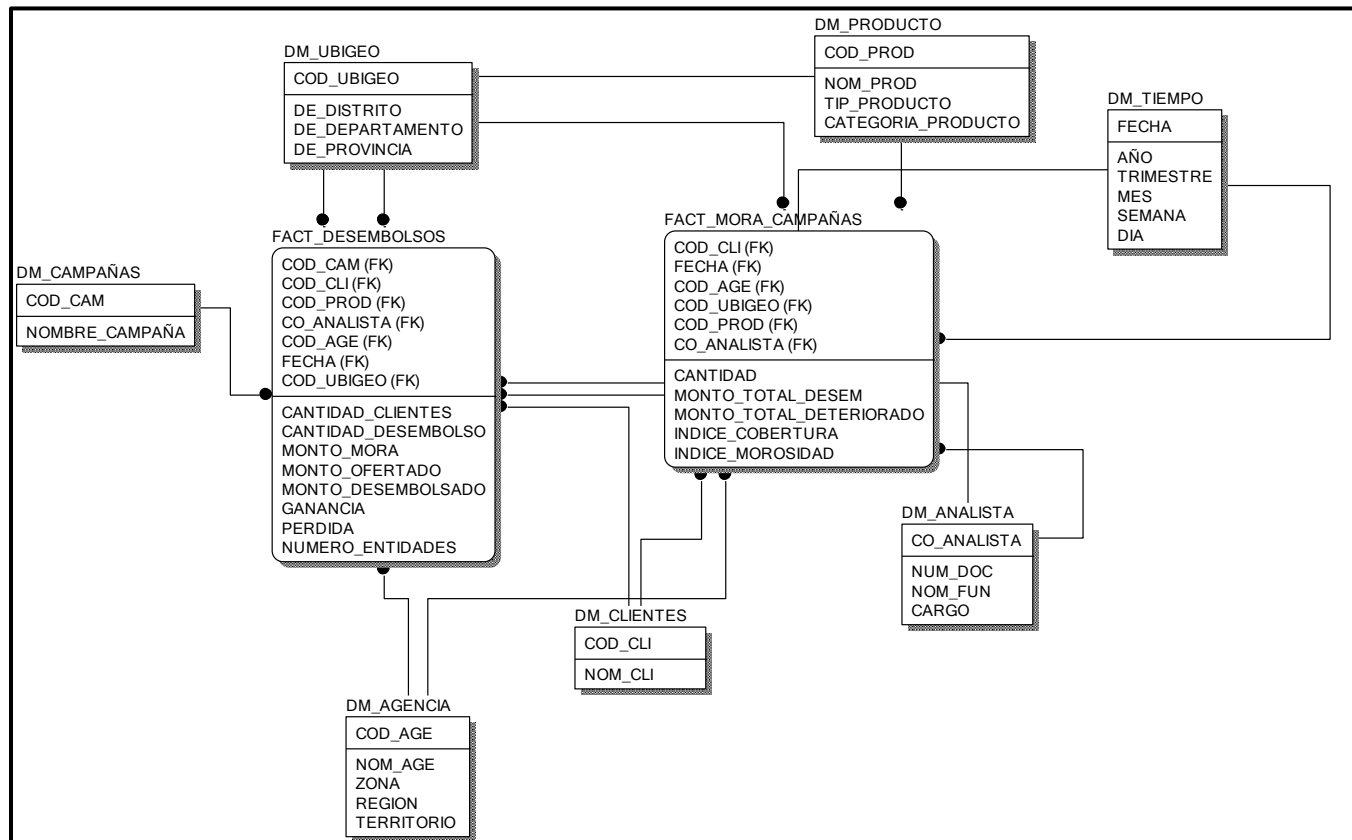 DM_UBIGEO
COD_UBIGEO
DE_DISTRITO
DE_DEPARTAMENTO
DE_PROVINCIA
DM_PRODUCTO
COD_PROD
NOM_PROD
TIP_PRODUCTO
CATEGORIA_PRODUCTO
DM_TIEMPO
FECHA
AÑO
TRIMESTRE
MES
SEMANA
DIA
DM_CAMPAÑAS
COD_CAM
NOMBRE_CAMPAÑA
FACT_DESEMBOLSOS
COD_CAM (FK)
COD_CLI (FK)
COD_PROD (FK)
CO_ANALISTA (FK)
COD_AGE (FK)
FECHA (FK)
COD_UBIGEO (FK)
CANTIDAD_CLIENTES
CANTIDAD_DESEMBOLSO
MONTO_MORA
MONTO_OFERTADO
MONTO_DESEMBOLSADO
GANANCIA
PERDIDA
NUMERO_ENTIDADES
FACT_MORA_CAMPAÑAS
COD_CLI (FK)
FECHA (FK)
COD_AGE (FK)
COD_UBIGEO (FK)
COD_PROD (FK)
CO_ANALISTA (FK)
CANTIDAD
MONTO_TOTAL_DESEM
MONTO_TOTAL_DETERIORADO
INDICE_COBERTURA
INDICE_MOROSIDAD
DM_ANALISTA
CO_ANALISTA
NUM_DOC
NOM_FUN
CARGO
DM_CLIENTES
COD_CLI
NOM_CLI
DM_AGENCIA
COD_AGE
NOM_AGE
ZONA
REGION
TERRITORIO